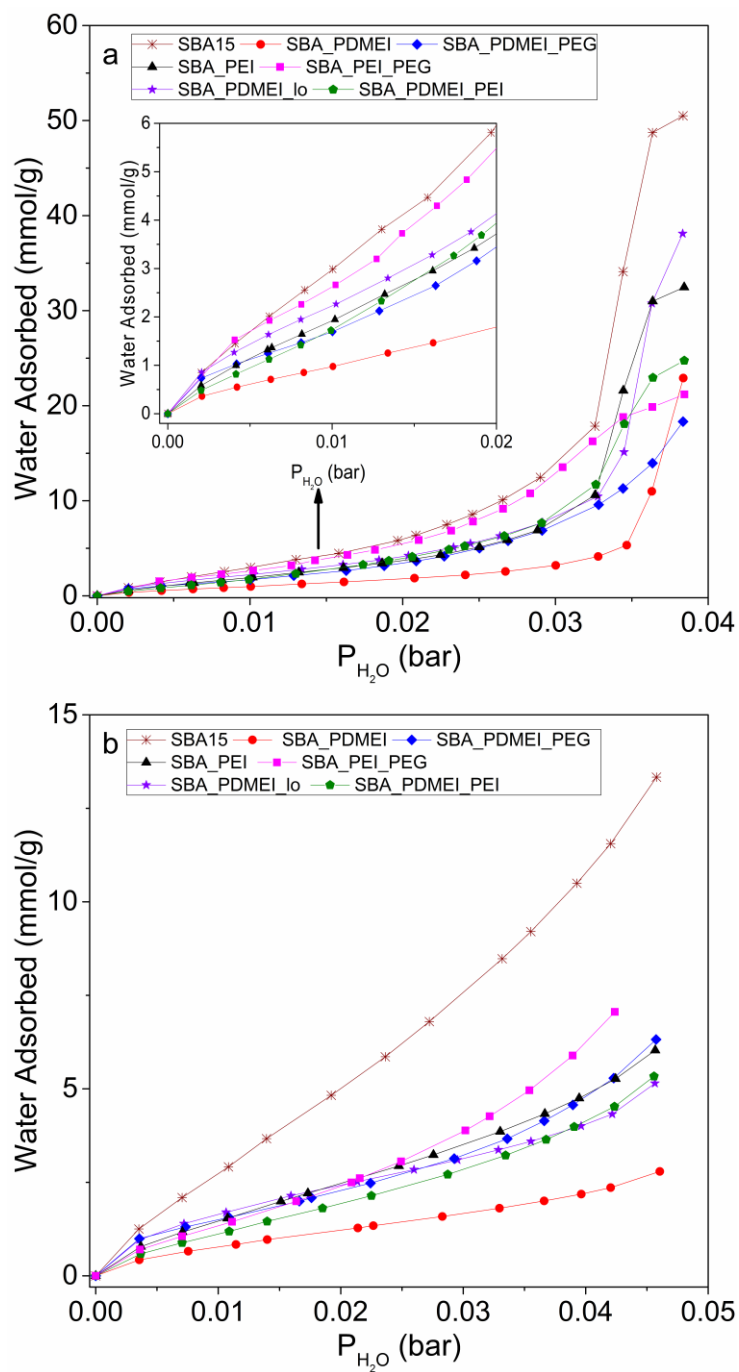 a
SBA15 SBA_PDMEI SBA_PDMEI_PEG
SBA_PEI SBA_PEI_PEG
SBA_PDMEI_lo SBA_PDMEI_PEI
60
50
40
30
20
10
0
Water Adsorbed (mmol/g)
6
5
4
3
2
1
0
Water Adsorbed (mmol/g)
0.00 0.01 0.02
P_H2O (bar)
0.00 0.01 0.02 0.03 0.04
P_H2O (bar)
b
SBA15 SBA_PDMEI SBA_PDMEI_PEG
SBA_PEI SBA_PEI_PEG
SBA_PDMEI_lo SBA_PDMEI_PEI
15
10
5
0
Water Adsorbed (mmol/g)
0.00 0.01 0.02 0.03 0.04 0.05
P_H2O (bar)